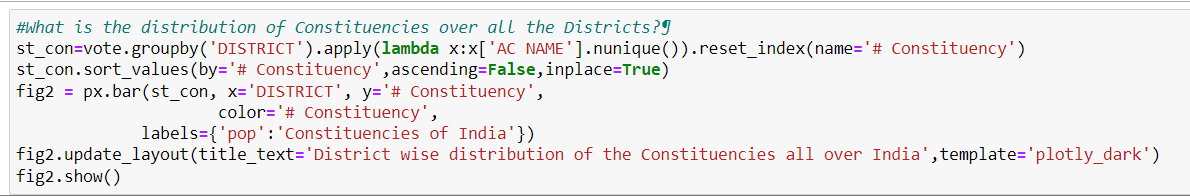 #What is the distribution of Constituencies over all the Districts?¶
st_con=vote.groupby('DISTRICT').apply(lambda x:x['AC NAME'].nunique()).reset_index(name='# Constituency')
st_con.sort_values(by='# Constituency',ascending=False,inplace=True)
fig2 = px.bar(st_con, x='DISTRICT', y='# Constituency',
color='# Constituency',
labels={'pop':'Constituencies of India'})
fig2.update_layout(title_text='District wise distribution of the Constituencies all over India',template='plotly_dark')
fig2.show()